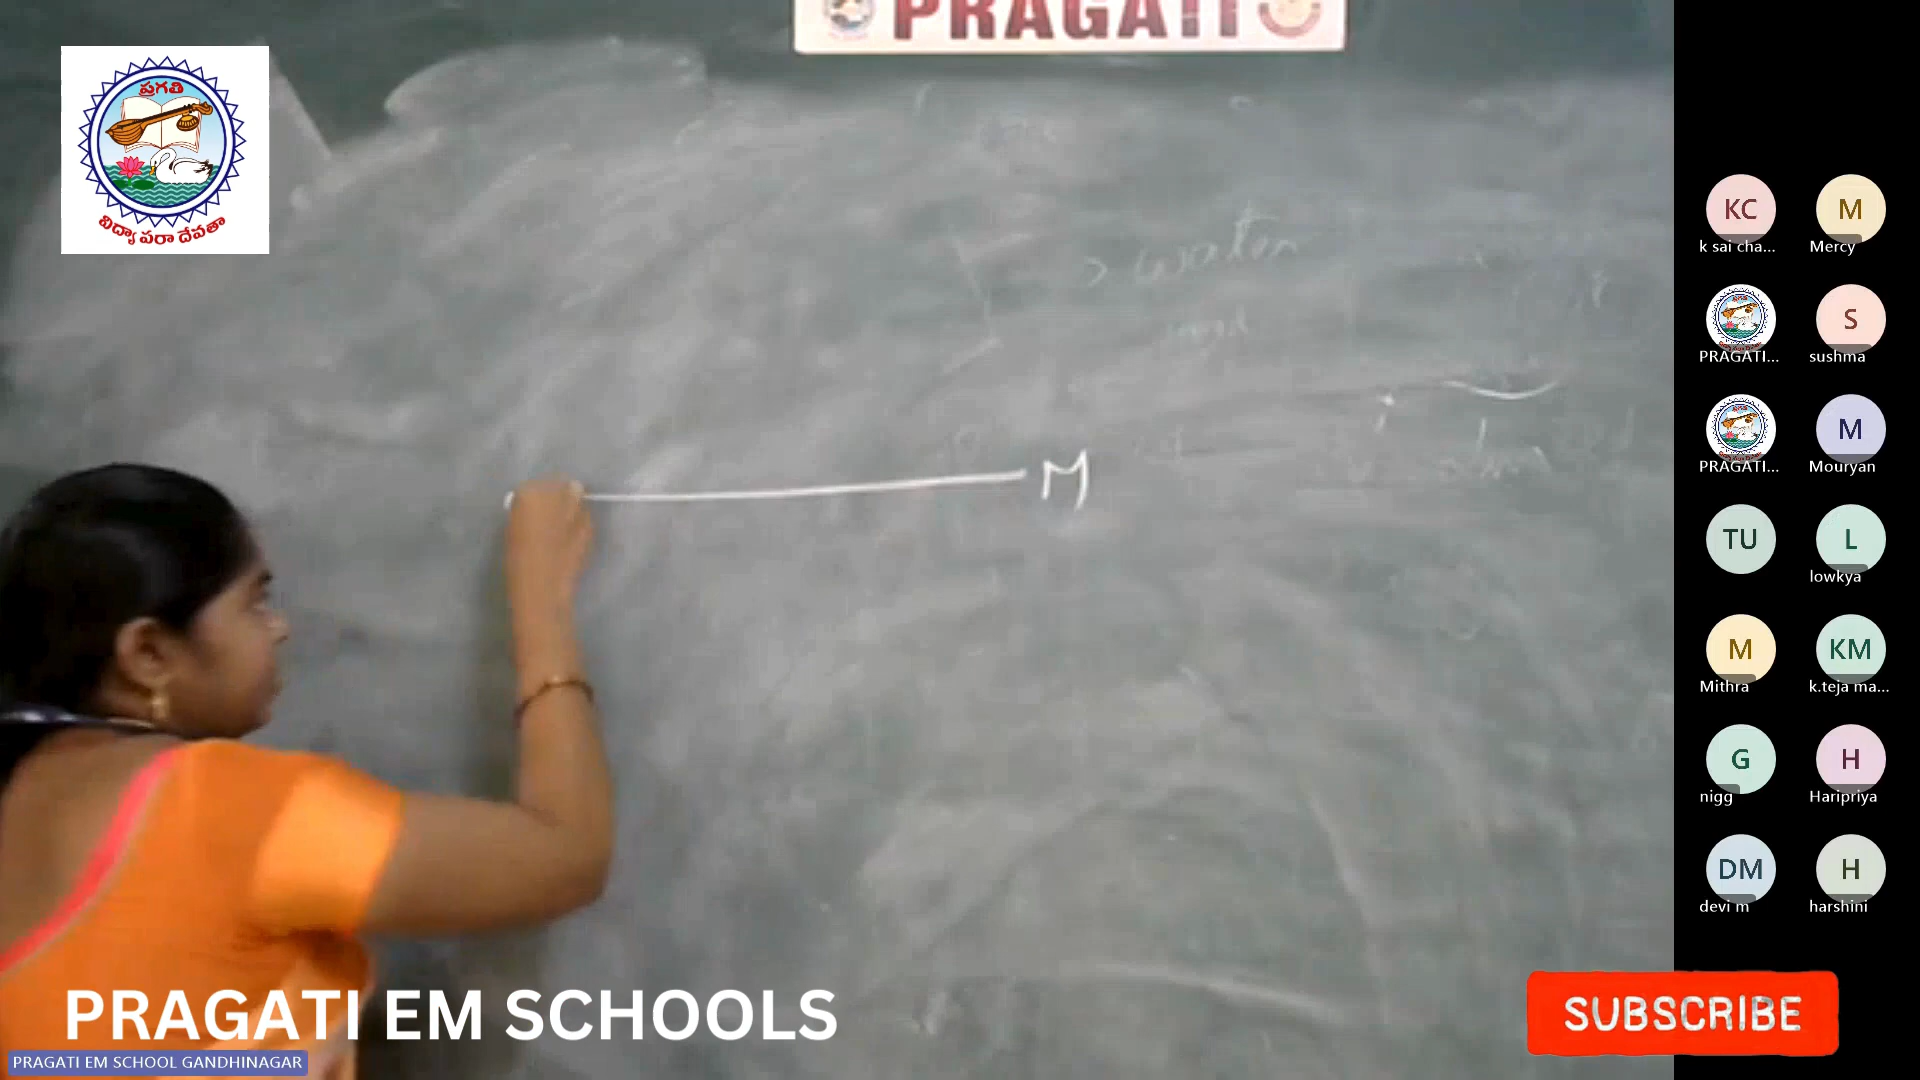 PRAGATI
ప్రగతి
విద్యా పరా దేవతా
water
M
KC
k sai cha...
M
Mercy
PRAGATI...
S
sushma
PRAGATI...
M
Mouryan
TU
L
lowkya
M
Mithra
KM
k.teja ma...
G
nigg
H
Haripriya
DM
devi m
H
harshini
PRAGATI EM SCHOOLS
SUBSCRIBE
PRAGATI EM SCHOOL GANDHINAGAR